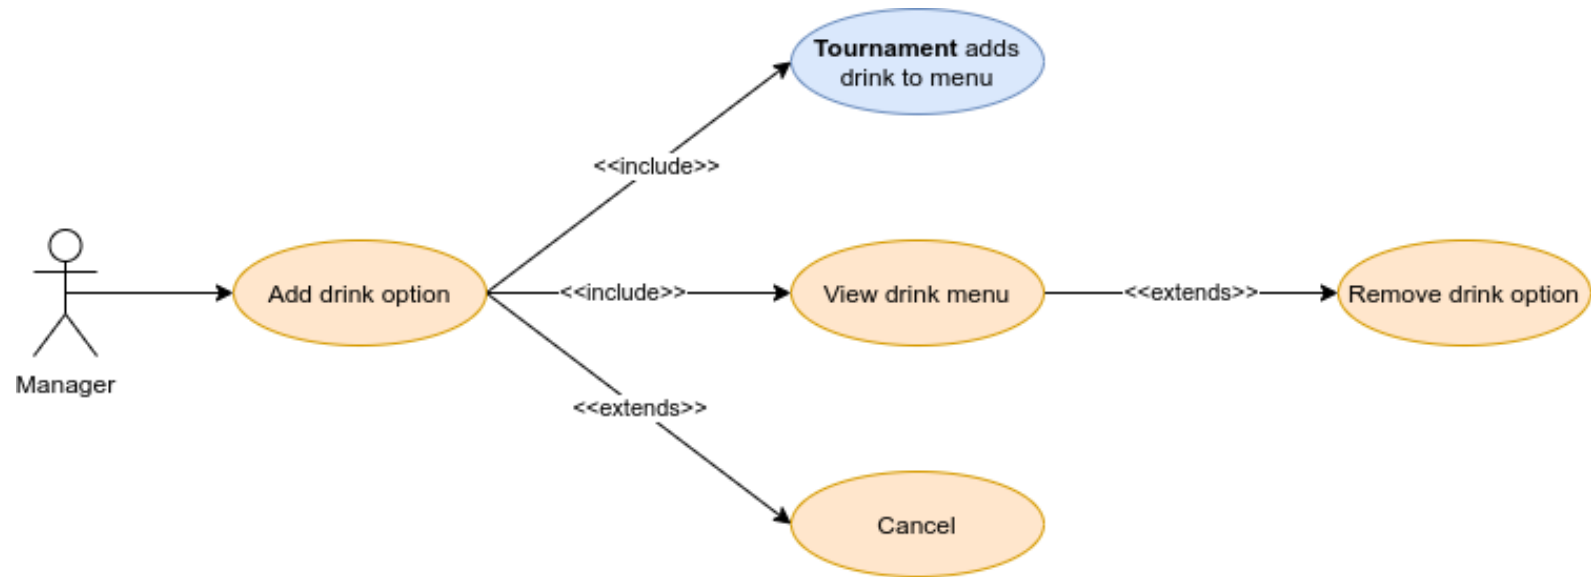 Tournament adds
drink to menu
<<include>>
Add drink option
<<include>>
View drink menu
<<extends>>
Remove drink option
Manager
<<extends>>
Cancel